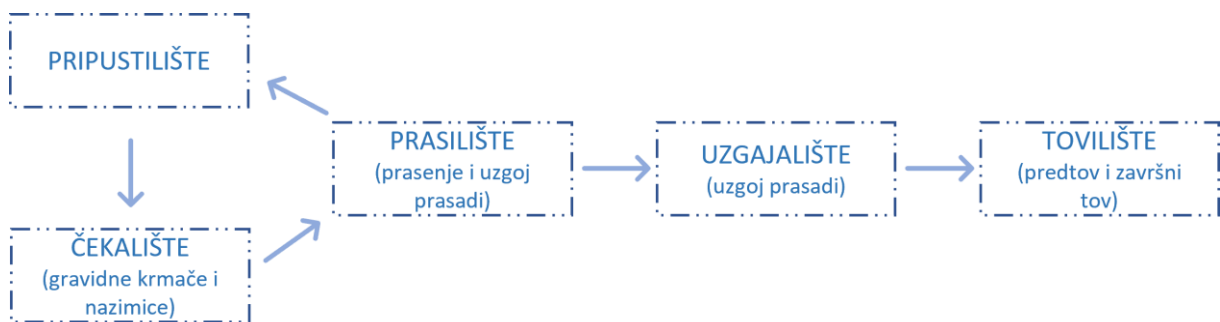 PRIPUSTILIŠTE
ČEKALIŠTE
(gravidne krmače i
nazimice)
PRASILIŠTE
(prasenje i uzgoj
prasadi)
UZGAJALIŠTE
(uzgoj prasadi)
TOVILIŠTE
(predtov i završni
tov)